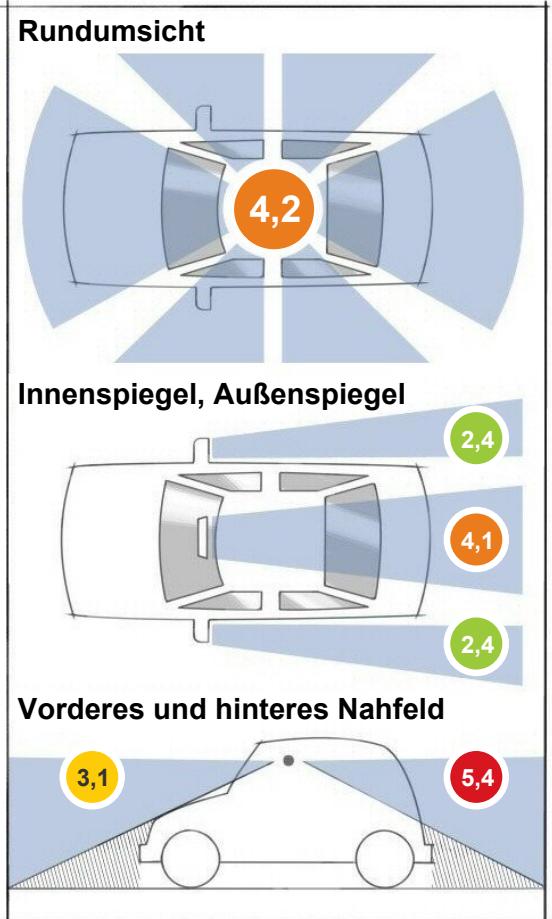 Rundumsicht
4,2
Innenspiegel, Außenspiegel
2,4
4,1
2,4
Vorderes und hinteres Nahfeld
3,1 5,4